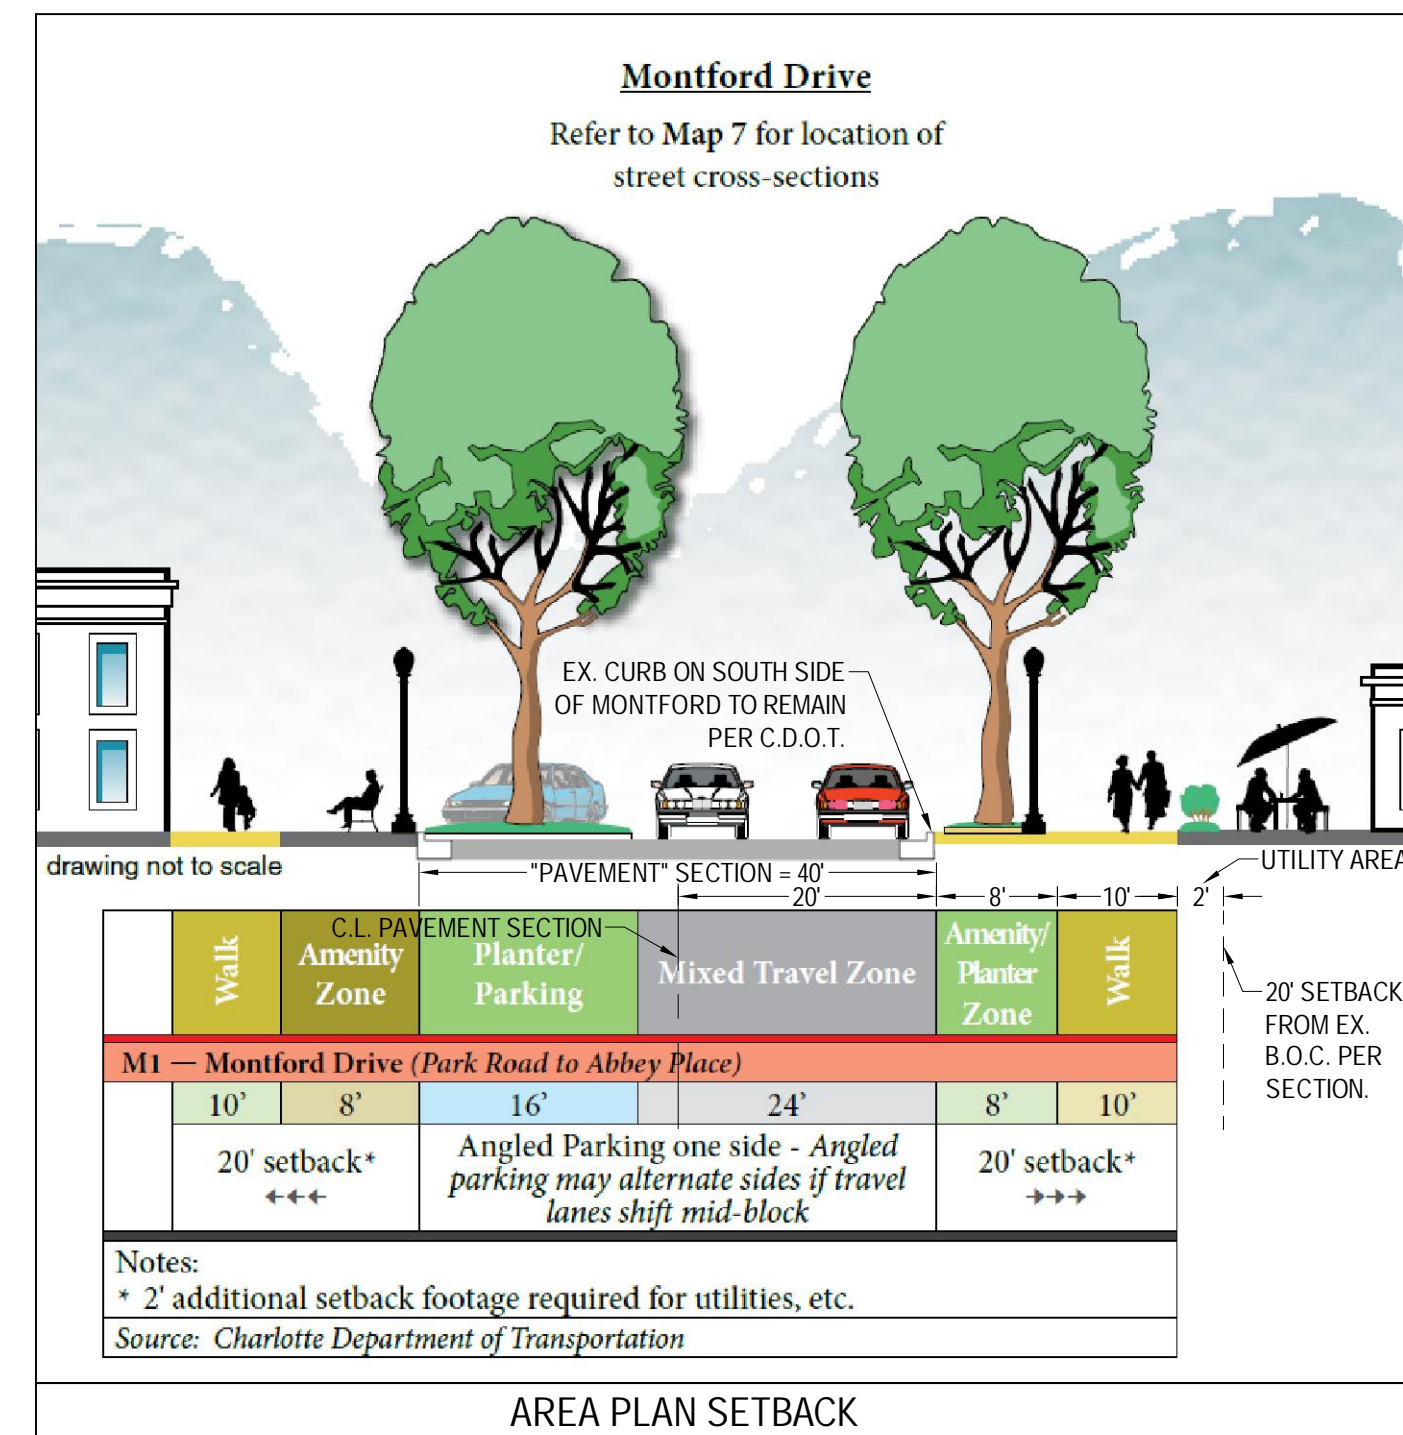 Montford Drive
Refer to Map 7 for location of
street cross-sections
EX. CURB ON SOUTH SIDE
OF MONTFORD TO REMAIN
PER C.D.O.T.
drawing not to scale
"PAVEMENT" SECTION = 40'
UTILITY AREA
20'
8'
10'
2'
C.L. PAVEMENT SECTION
Walk
Amenity
Zone
Planter/
Parking
Mixed Travel Zone
Amenity/
Planter
Zone
Walk
20' SETBACK
FROM EX.
B.O.C. PER
SECTION.
M1 — Montford Drive (Park Road to Abbey Place)
10’ 8’ 16’ 24’ 8’ 10’
20' setback*
Angled Parking one side - Angled
parking may alternate sides if travel
lanes shift mid-block
20' setback*
Notes:
* 2' additional setback footage required for utilities, etc.
Source: Charlotte Department of Transportation
AREA PLAN SETBACK